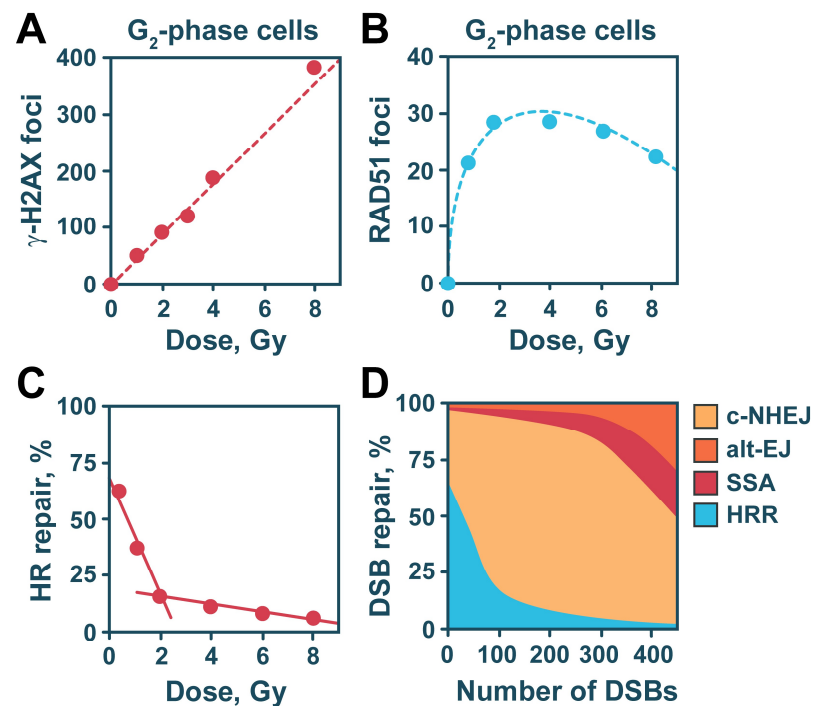 A
G₂-phase cells
γ-H2AX foci
400
300
200
100
0
0 2 4 6 8
Dose, Gy
B
G₂-phase cells
RAD51 foci
40
30
20
10
0
0 2 4 6 8
Dose, Gy
C
HR repair, %
100
75
50
25
0
0 2 4 6 8
Dose, Gy
D
DSB repair, %
100
75
50
25
0
0 100 200 300 400
Number of DSBs
c-NHEJ
alt-EJ
SSA
HRR